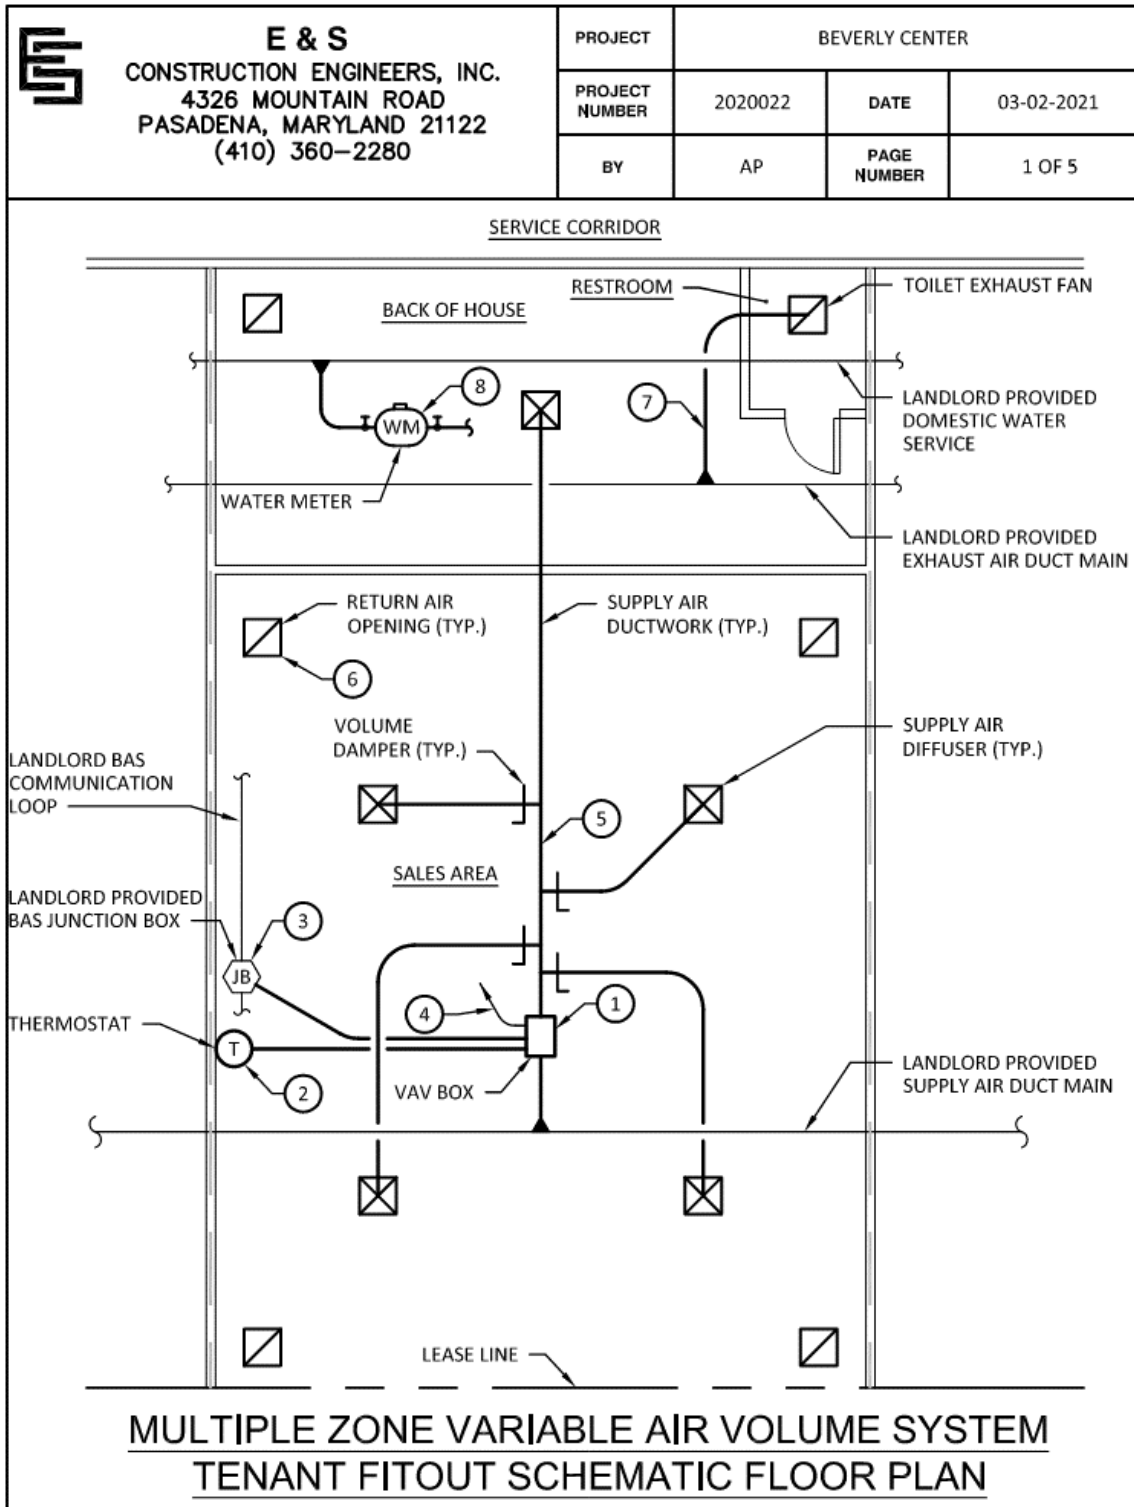 E & S
CONSTRUCTION ENGINEERS, INC.
4326 MOUNTAIN ROAD
PASADENA, MARYLAND 21122
(410) 360-2280
PROJECT
BEVERLY CENTER
PROJECT
NUMBER
2020022
DATE
03-02-2021
BY
AP
PAGE
NUMBER
1 OF 5
SERVICE CORRIDOR
RESTROOM
TOILET EXHAUST FAN
BACK OF HOUSE
8
7
WM
LANDLORD PROVIDED
DOMESTIC WATER
SERVICE
WATER METER
LANDLORD PROVIDED
EXHAUST AIR DUCT MAIN
RETURN AIR
OPENING (TYP.)
SUPPLY AIR
DUCTWORK (TYP.)
6
VOLUME
DAMPER (TYP.)
SUPPLY AIR
DIFFUSER (TYP.)
LANDLORD BAS
COMMUNICATION
LOOP
5
SALES AREA
LANDLORD PROVIDED
BAS JUNCTION BOX
3
JB
4
1
THERMOSTAT
T
2
VAV BOX
LANDLORD PROVIDED
SUPPLY AIR DUCT MAIN
LEASE LINE
MULTIPLE ZONE VARIABLE AIR VOLUME SYSTEM
TENANT FITOUT SCHEMATIC FLOOR PLAN